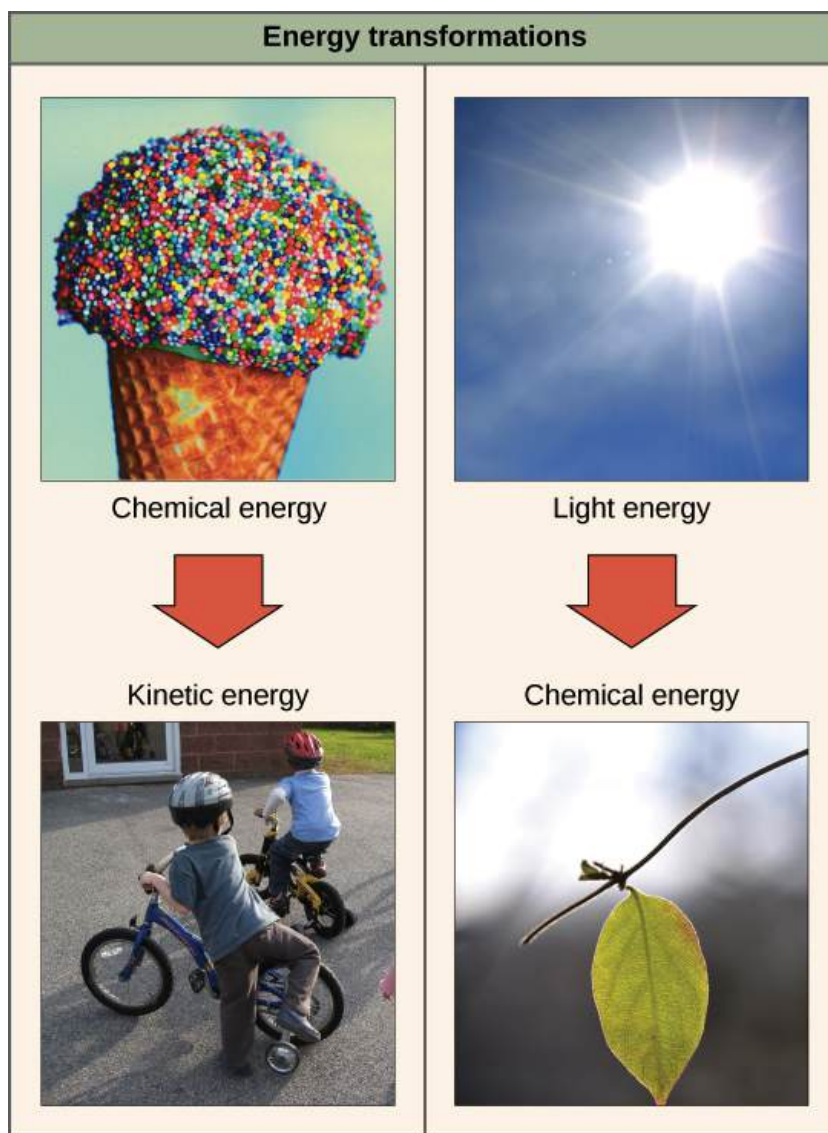 Energy transformations
Chemical energy
Kinetic energy
Light energy
Chemical energy